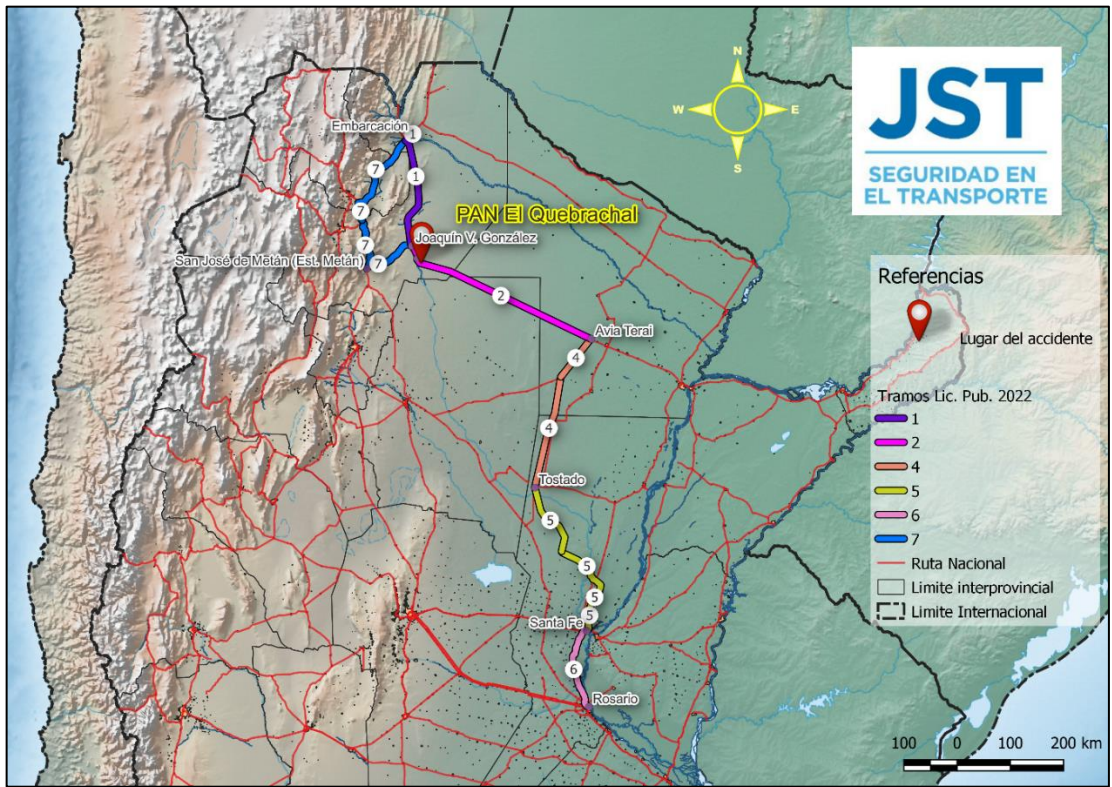 N
W
E
S
JST
SEGURIDAD EN
EL TRANSPORTE
Embarcación
1
1
7
7
7
7
7
PAN El Quebrachal
Joaquín V. González
San José de Metán (Est. Metán)
2
Avia Terai
4
4
Tostado
5
5
5
5
Santa Fe
6
Rosario
Referencias
Lugar del accidente
Tramos Lic. Pub. 2022
1
2
4
5
6
7
Ruta Nacional
Limite interprovincial
Límite Internacional
100 0 100 200 km